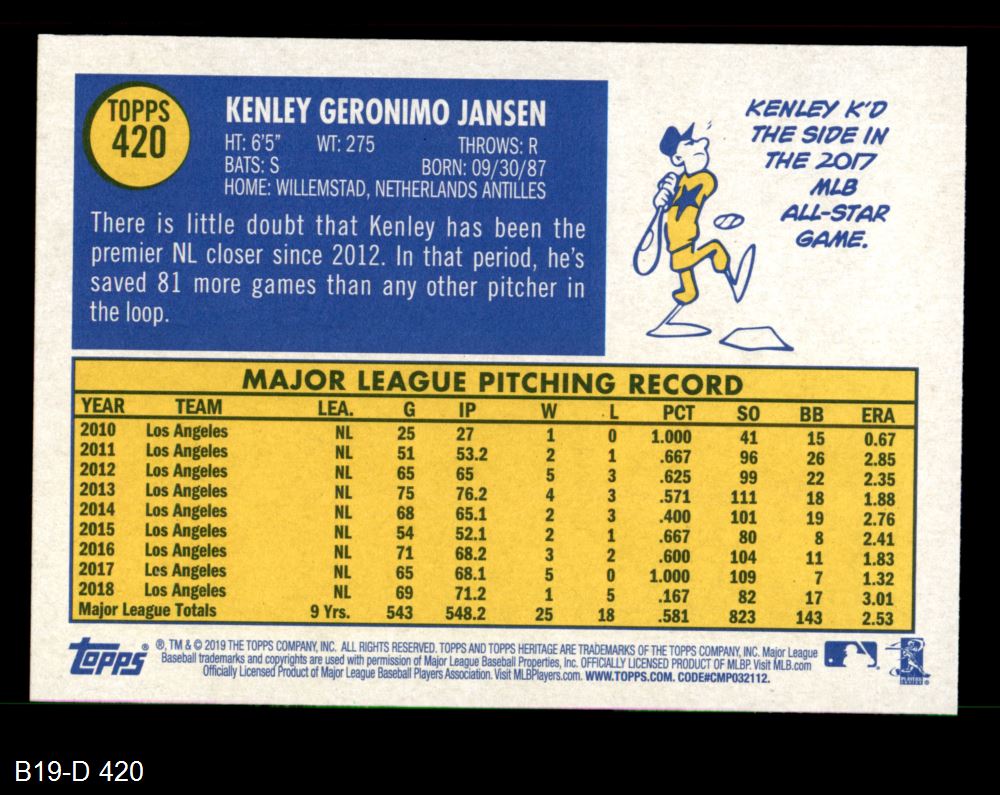 TOPPS
420
KENLEY GERONIMO JANSEN
HT: 6'5" WT: 275 THROWS: R
BATS: S BORN: 09/30/87
HOME: WILLEMSTAD, NETHERLANDS ANTILLES
There is little doubt that Kenley has been the
premier NL closer since 2012. In that period, he's
saved 81 more games than any other pitcher in
the loop.
KENLEY K'D
THE SIDE IN
THE 2017
MLB
ALL-STAR
GAME.
MAJOR LEAGUE PITCHING RECORD
YEAR TEAM LEA. G IP W L PCT SO BB ERA
2010 Los Angeles NL 25 27 1 0 1.000 41 15 0.67
2011 Los Angeles NL 51 53.2 2 1 .667 96 26 2.85
2012 Los Angeles NL 65 65 5 3 .625 99 22 2.35
2013 Los Angeles NL 75 76.2 4 3 .571 111 18 1.88
2014 Los Angeles NL 68 65.1 2 3 .400 101 19 2.76
2015 Los Angeles NL 54 52.1 2 1 .667 80 8 2.41
2016 Los Angeles NL 71 68.2 3 2 .600 104 11 1.83
2017 Los Angeles NL 65 68.1 5 0 1.000 109 7 1.32
2018 Los Angeles NL 69 71.2 1 5 .167 82 17 3.01
Major League Totals 9 Yrs. 543 548.2 25 18 .581 823 143 2.53
Topps® ®, TM & © 2019 THE TOPPS COMPANY, INC. ALL RIGHTS RESERVED. TOPPS AND TOPPS HERITAGE ARE TRADEMARKS OF THE TOPPS COMPANY, INC. Major League
Baseball trademarks and copyrights are used with permission of Major League Baseball Properties, Inc. OFFICIALLY LICENSED PRODUCT OF MLBP. Visit MLB.com
Officially Licensed Product of Major League Baseball Players Association. Visit MLBPlayers.com. WWW.TOPPS.COM. CODE#CMP032112.
B19-D 420